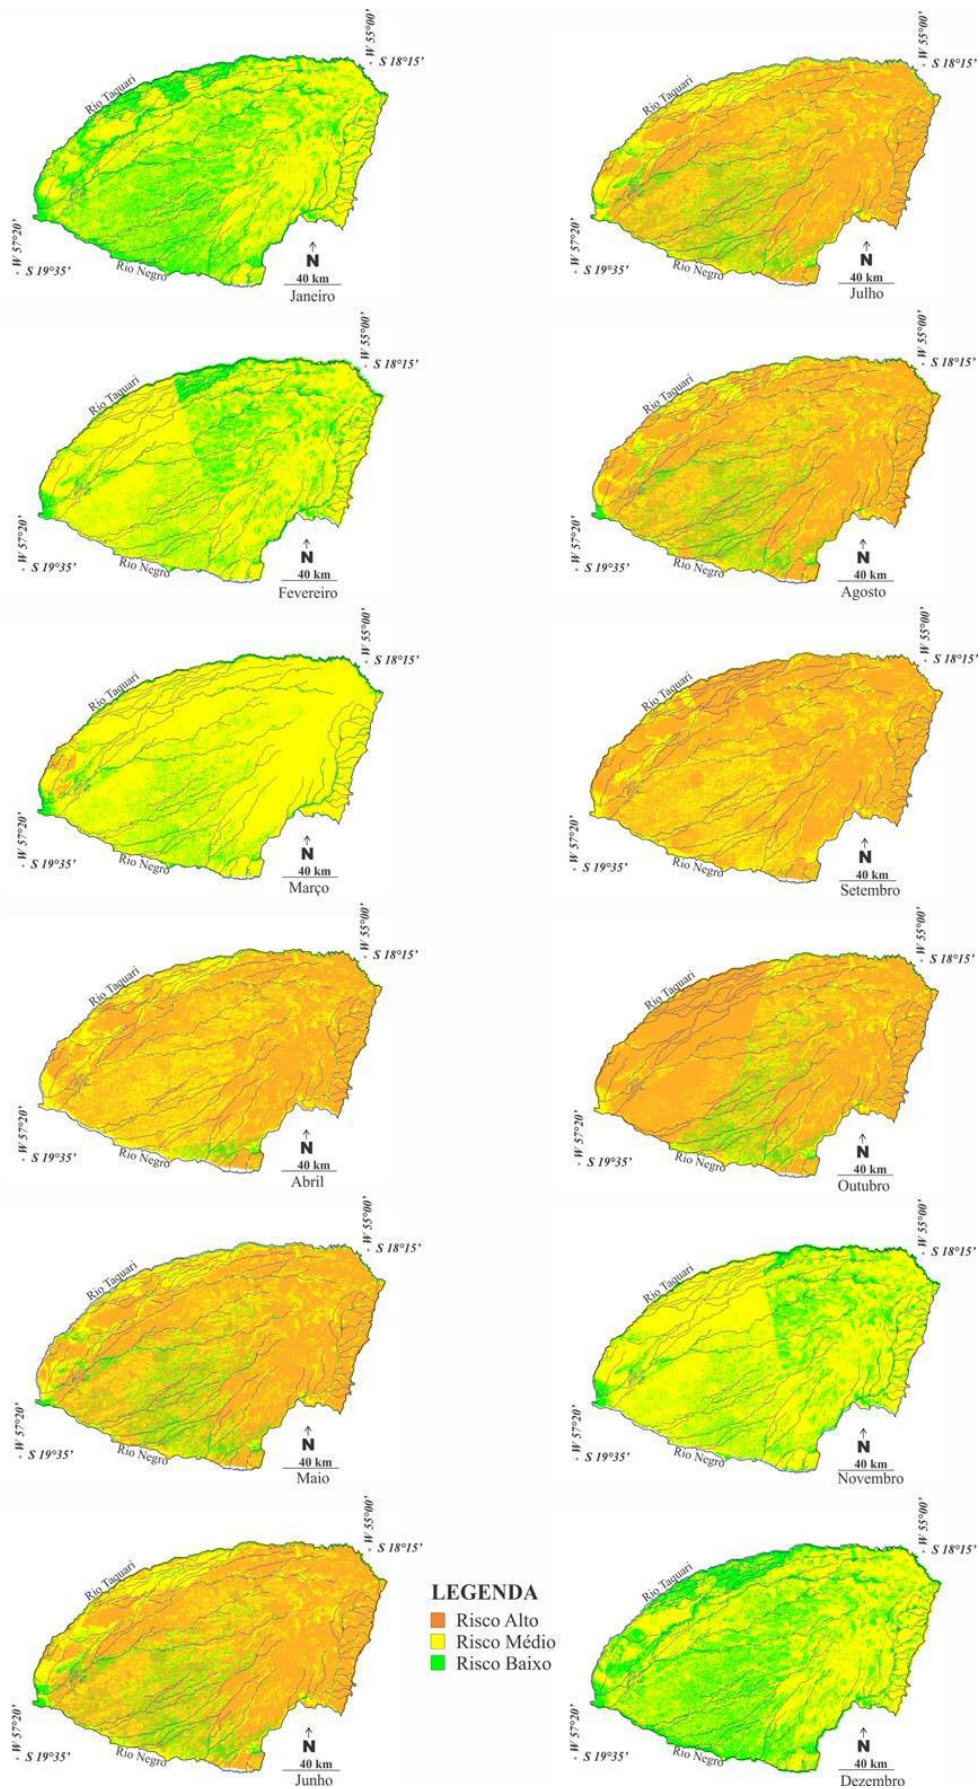 W 55°00'
S 18°15'
Rio Taquari
W 57°20'
S 19°35'
Rio Negro
N
40 km
Janeiro
W 55°00'
S 18°15'
Rio Taquari
W 57°20'
S 19°35'
Rio Negro
N
40 km
Julho
W 55°00'
S 18°15'
Rio Taquari
W 57°20'
S 19°35'
Rio Negro
N
40 km
Fevereiro
W 55°00'
S 18°15'
Rio Taquari
W 57°20'
S 19°35'
Rio Negro
N
40 km
Agosto
W 55°00'
S 18°15'
Rio Taquari
W 57°20'
S 19°35'
Rio Negro
N
40 km
Março
W 55°00'
S 18°15'
Rio Taquari
W 57°20'
S 19°35'
Rio Negro
N
40 km
Setembro
W 55°00'
S 18°15'
Rio Taquari
W 57°20'
S 19°35'
Rio Negro
N
40 km
Abril
W 55°00'
S 18°15'
Rio Taquari
W 57°20'
S 19°35'
Rio Negro
N
40 km
Outubro
W 55°00'
S 18°15'
Rio Taquari
W 57°20'
S 19°35'
Rio Negro
N
40 km
Maio
W 55°00'
S 18°15'
Rio Taquari
W 57°20'
S 19°35'
Rio Negro
N
40 km
Novembro
W 55°00'
S 18°15'
Rio Taquari
W 57°20'
S 19°35'
Rio Negro
N
40 km
Junho
LEGENDA
Risco Alto
Risco Médio
Risco Baixo
W 55°00'
S 18°15'
Rio Taquari
W 57°20'
S 19°35'
Rio Negro
N
40 km
Dezembro